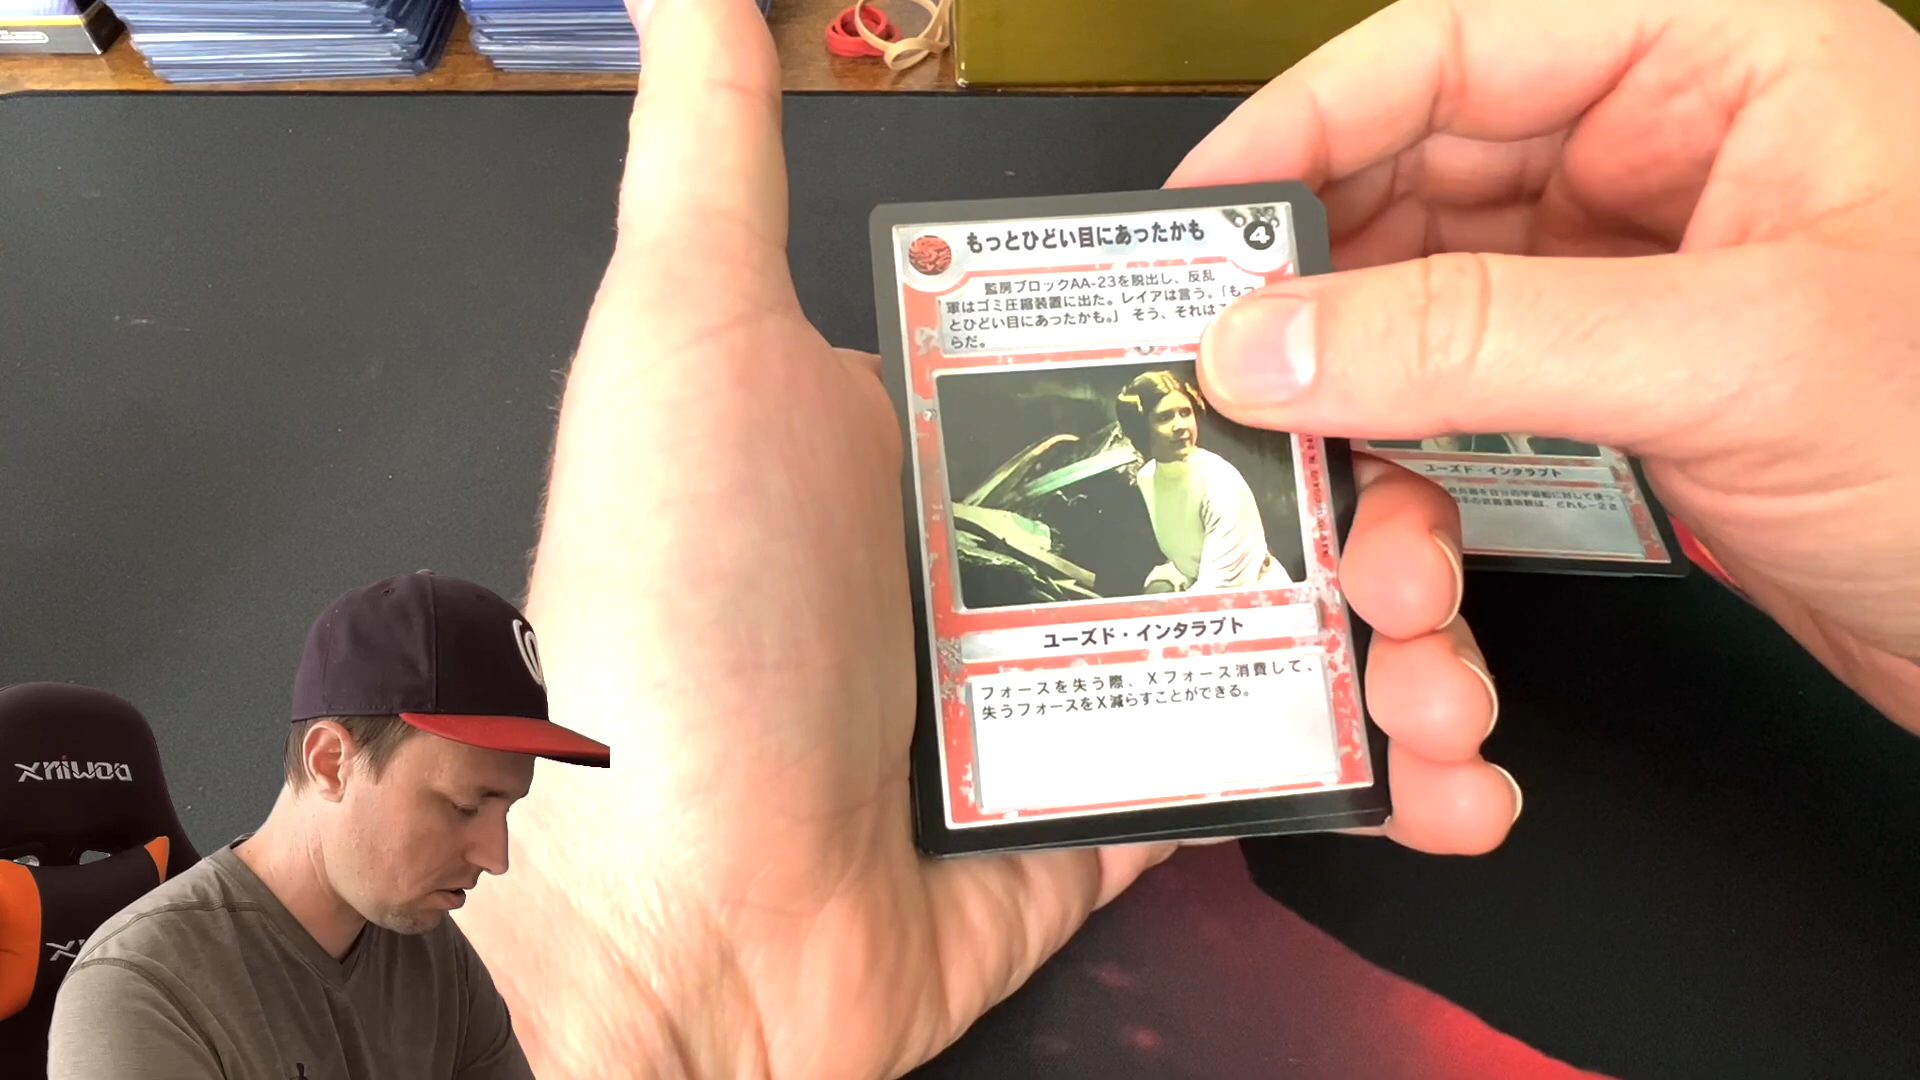 もっとひどい目にあったかも
4
監房ブロックAA-23を脱出し、反乱
軍はゴミ圧縮装置に出た。レイアは言う。「もっ
とひどい目にあったかも。」 そう、それは
らだ。
ユーズド・インタラプト
フォースを失う際、Xフォース消費して、
失うフォースをX減らすことができる。
ユーズド・インタラプト